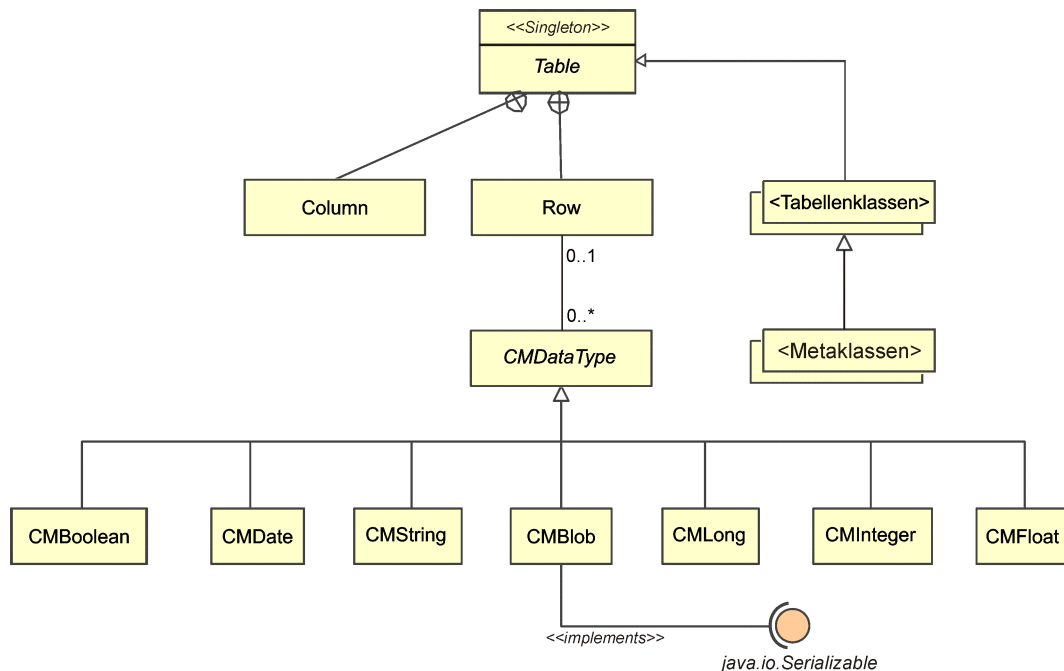 <<Singleton>>
Table
Column
Row
<Tabellenklassen>
0..1
0..*
CMDataType
<Metaklassen>
CMBoolean
CMDate
CMString
CMBlob
CMLong
CMInteger
CMFloat
<<implements>>
java.io.Serializable